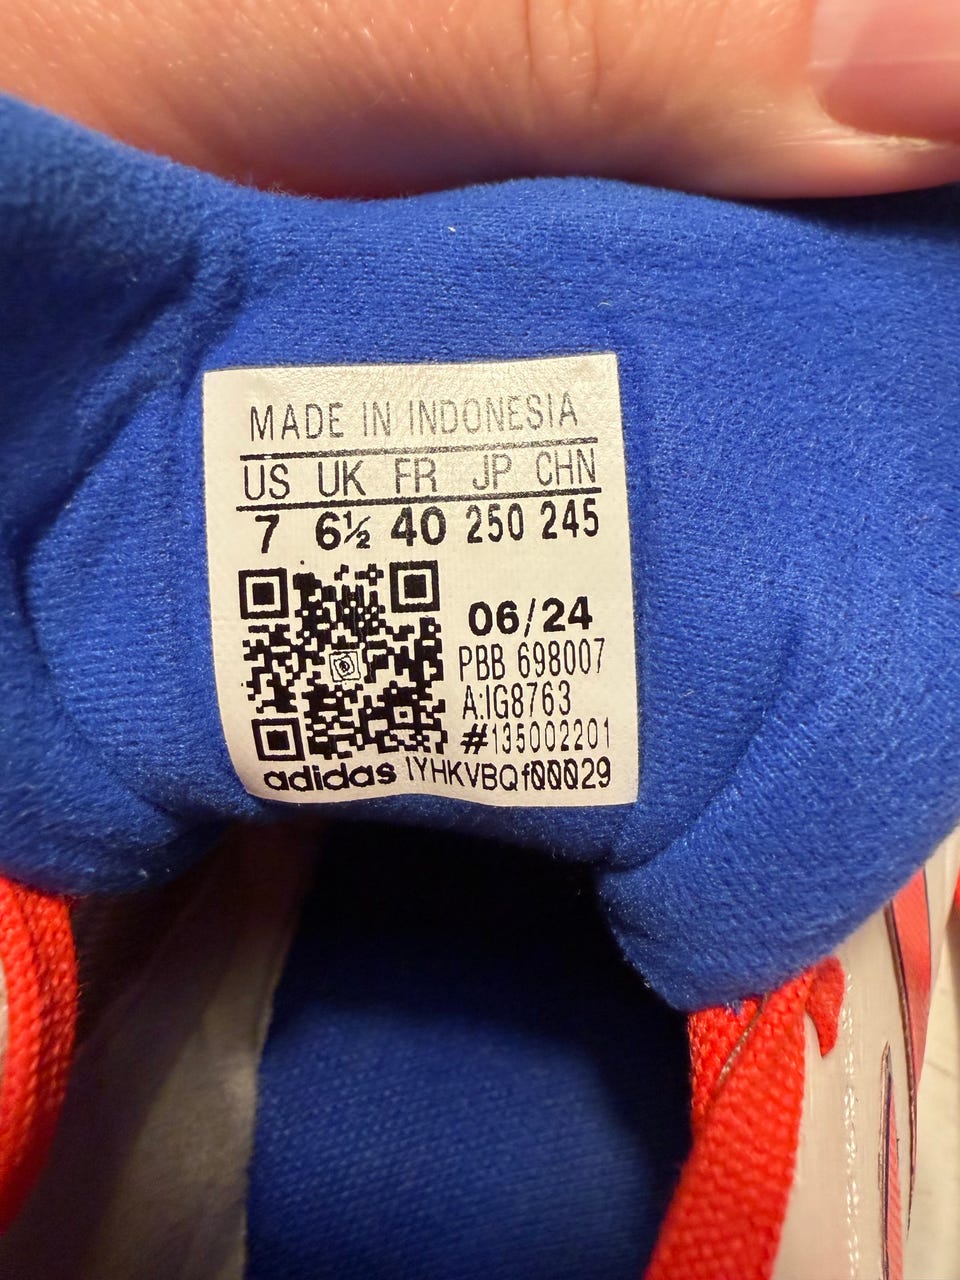 MADE IN INDONESIA
US UK FR JP CHN
7 6½ 40 250 245
06/24
PBB 698007
A:IG8763
#135002201
adidas 1YHKVBQf00029